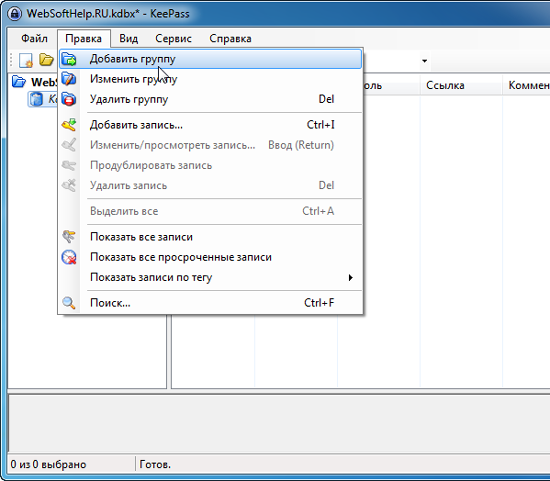 WebSoftHelp.RU.kdbx* - KeePass
Файл Правка Вид Сервис Справка
Добавить группу
Изменить группу
Удалить группу Del
Добавить запись... Ctrl+I
Изменить/просмотреть запись... Ввод (Return)
Продублировать запись
Удалить запись Del
Выделить все Ctrl+A
Показать все записи
Показать все просроченные записи
Показать записи по тегу
Поиск... Ctrl+F
WebS
Ко
оль Ссылка Коммен
0 из 0 выбрано Готов.